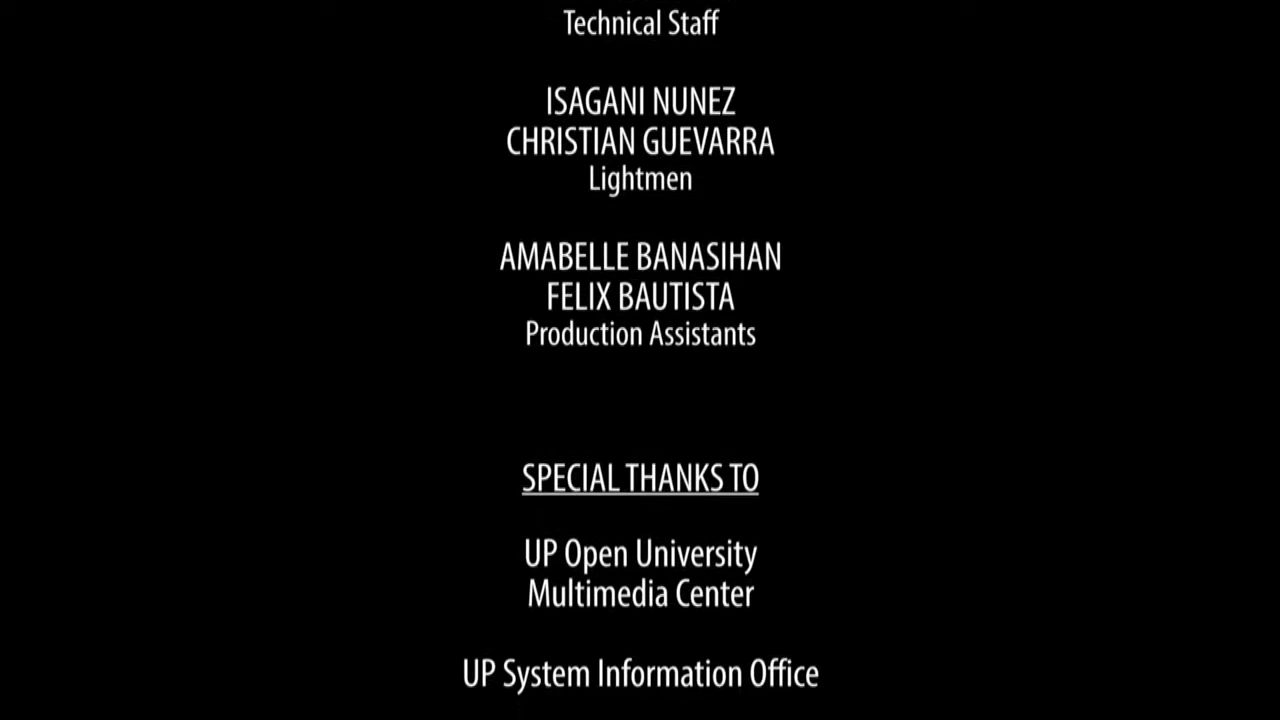 Technical Staff
ISAGANI NUNEZ
CHRISTIAN GUEVARRA
Lightmen
AMABELLE BANASIHAN
FELIX BAUTISTA
Production Assistants
SPECIAL THANKS TO
UP Open University
Multimedia Center
UP System Information Office